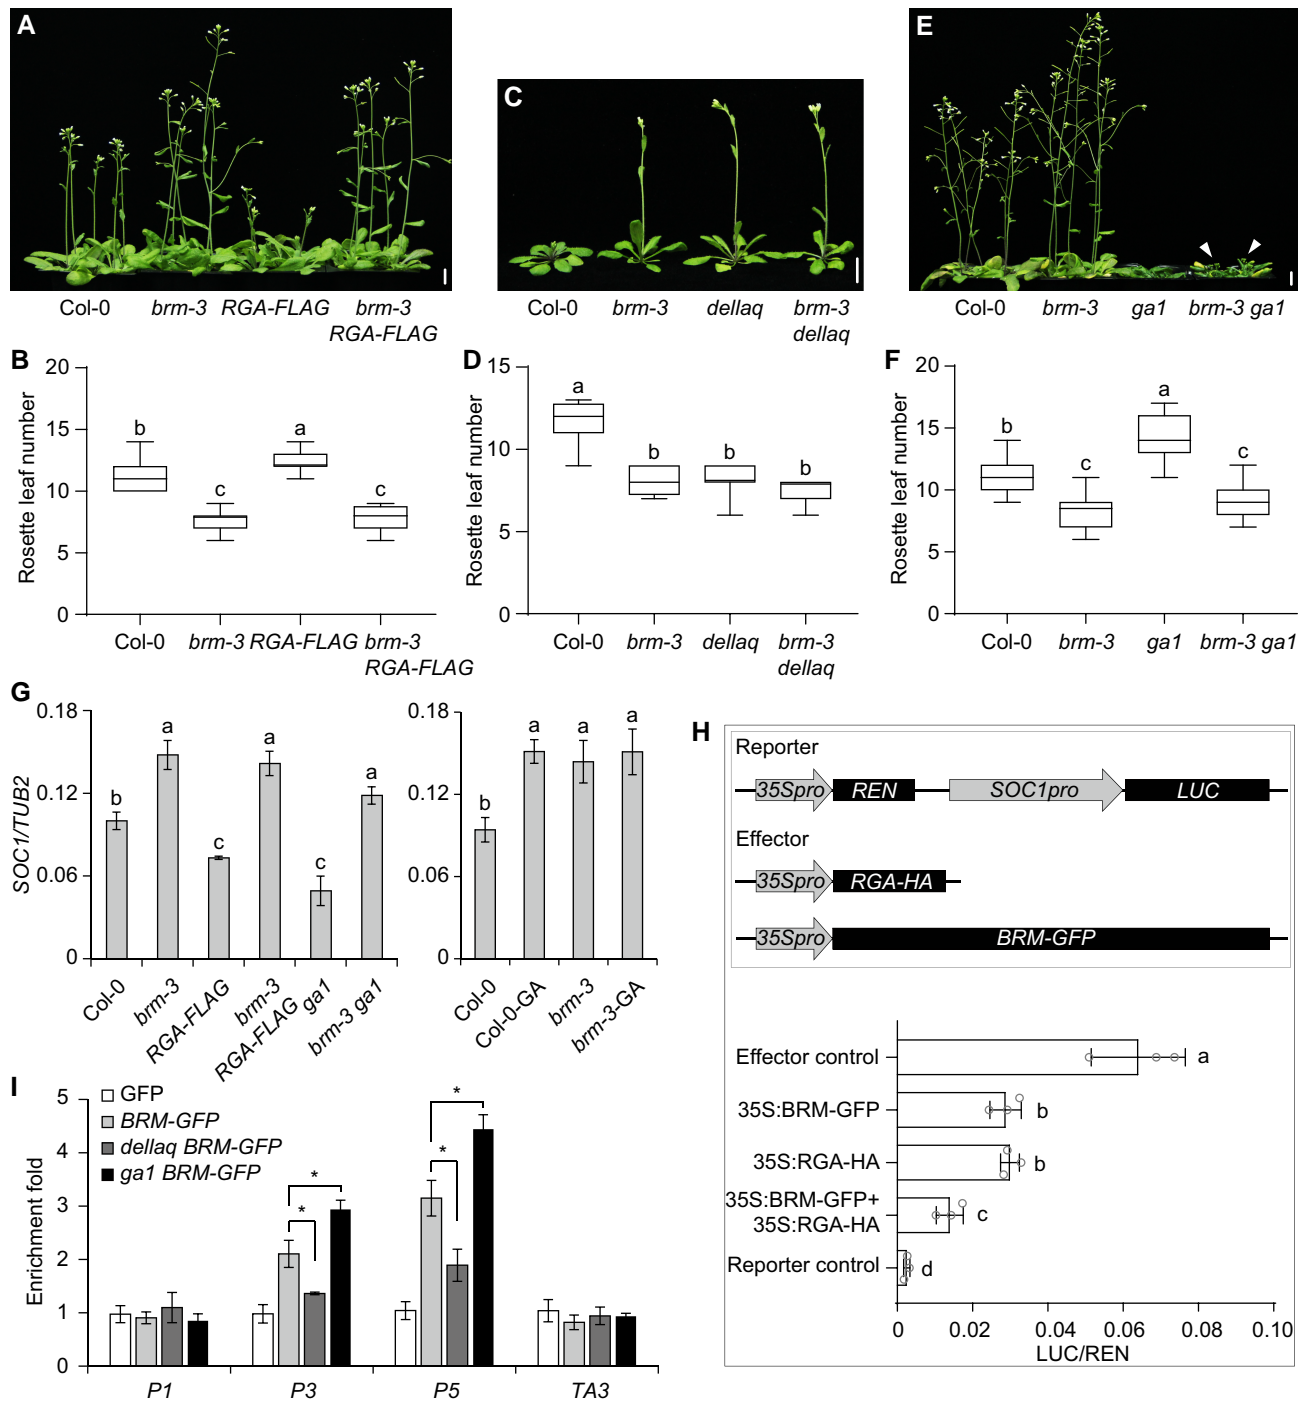 A
Col-0 brm-3 RGA-FLAG brm-3 RGA-FLAG
C
Col-0 brm-3 dellaq brm-3 dellaq
E
Col-0 brm-3 ga1 brm-3 ga1
B
Rosette leaf number
20
15
10
5
0
b c a c
Col-0 brm-3 RGA-FLAG brm-3 RGA-FLAG
D
Rosette leaf number
15
10
5
0
a b b b
Col-0 brm-3 dellaq brm-3 dellaq
F
Rosette leaf number
20
15
10
5
0
b c a c
Col-0 brm-3 ga1 brm-3 ga1
G
SOC1/TUB2
0.18
0.12
0.06
0
b a c a c a
Col-0 brm-3 RGA-FLAG brm-3 RGA-FLAG ga1 brm-3 ga1
0.18
0.12
0.06
0
b a a a
Col-0 Col-0-GA brm-3 brm-3-GA
H
Reporter
35Spro REN SOC1pro LUC
Effector
35Spro RGA-HA
35Spro BRM-GFP
Effector control a
35S:BRM-GFP b
35S:RGA-HA b
35S:BRM-GFP+
35S:RGA-HA c
Reporter control d
0 0.02 0.04 0.06 0.08 0.10
LUC/REN
I
Enrichment fold
5
4
3
2
1
0
GFP
BRM-GFP
dellaq BRM-GFP
ga1 BRM-GFP
* *
* *
P1 P3 P5 TA3